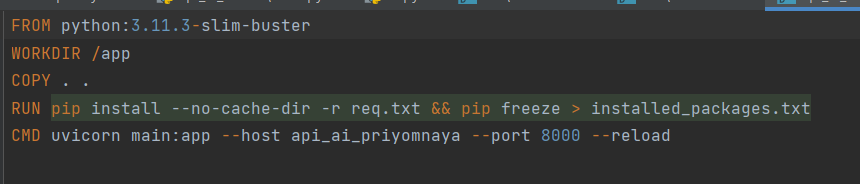 FROM python:3.11.3-slim-buster
WORKDIR /app
COPY . .
RUN pip install --no-cache-dir -r req.txt && pip freeze > installed_packages.txt
CMD uvicorn main:app --host api_ai_priyomnaya --port 8000 --reload